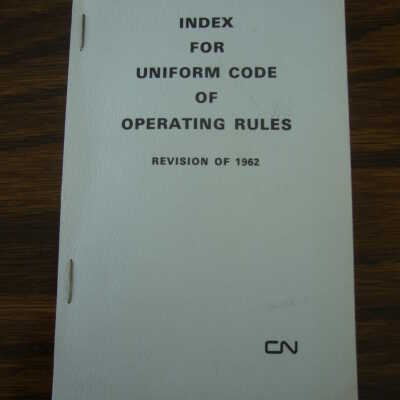 INDEX
FOR
UNIFORM CODE
OF
OPERATING RULES
REVISION OF 1962
CN